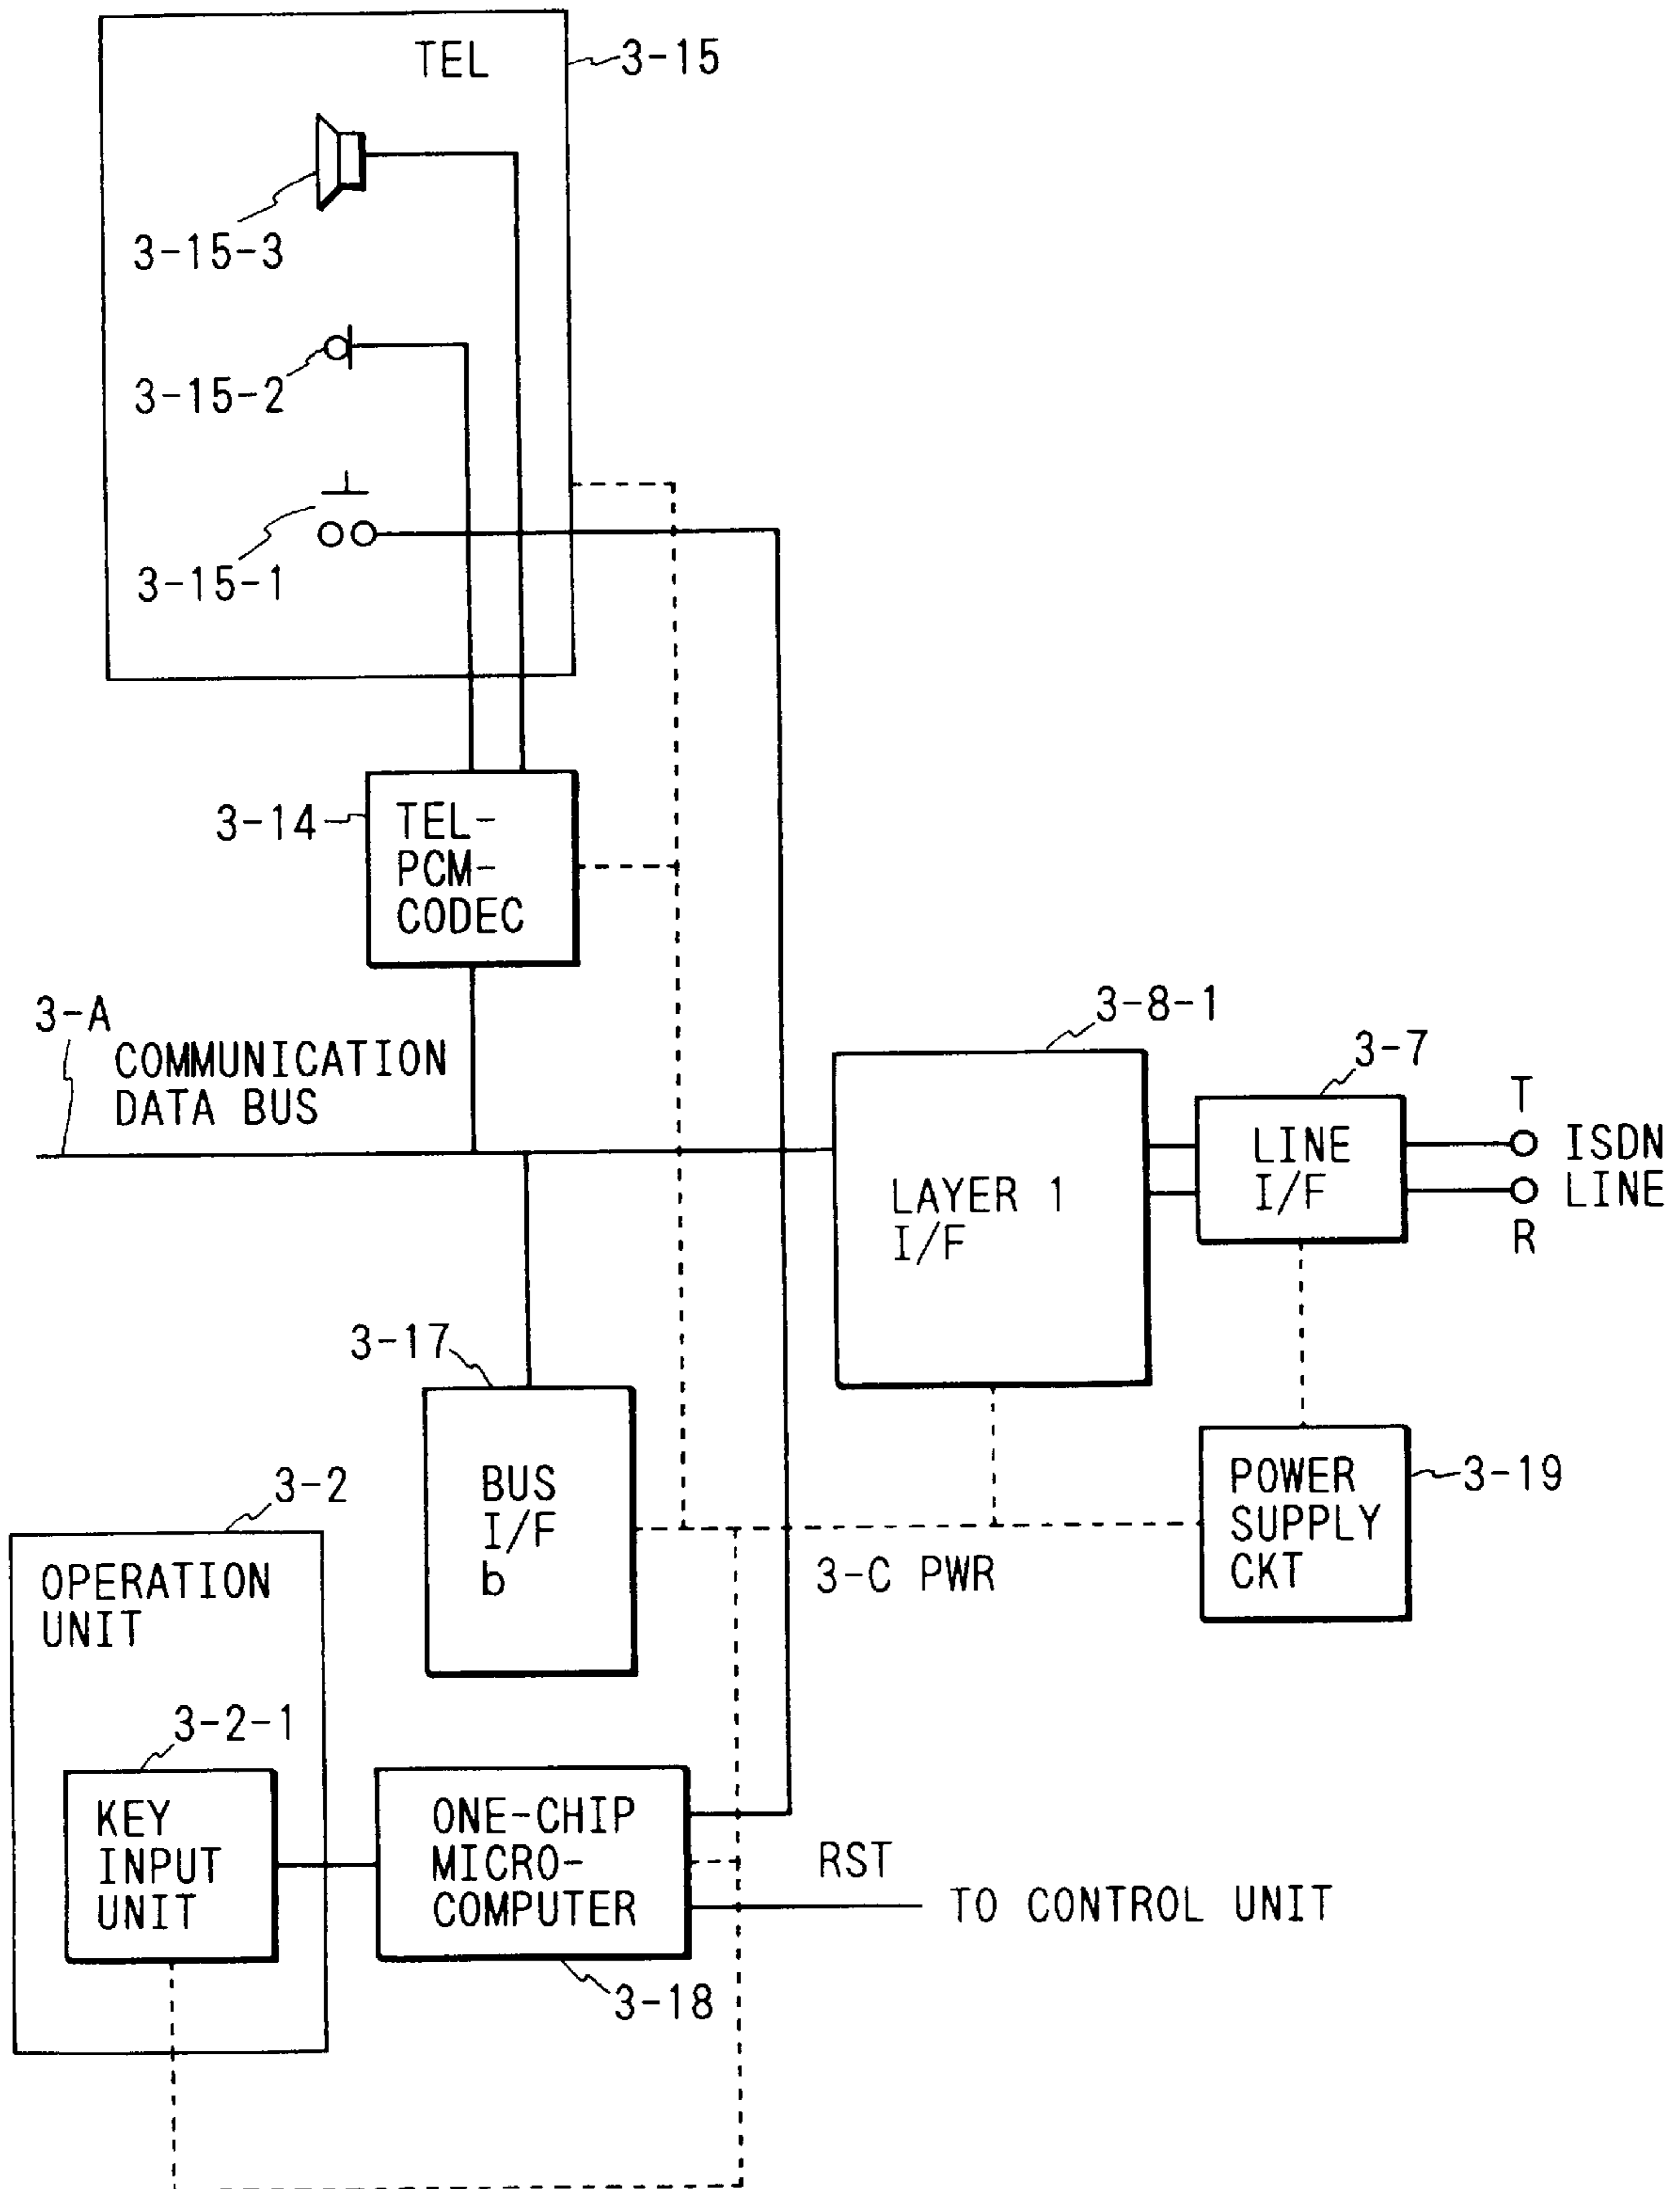 TEL
3-15
3-15-3
3-15-2
3-15-1
3-14
TEL-
PCM-
CODEC
3-A
COMMUNICATION
DATA BUS
3-8-1
3-7
T
LINE
I/F
ISDN
LINE
R
LAYER 1
I/F
3-17
BUS
I/F
b
POWER
SUPPLY
CKT
3-19
3-2
OPERATION
UNIT
3-C PWR
3-2-1
KEY
INPUT
UNIT
ONE-CHIP
MICRO-
COMPUTER
RST
TO CONTROL UNIT
3-18